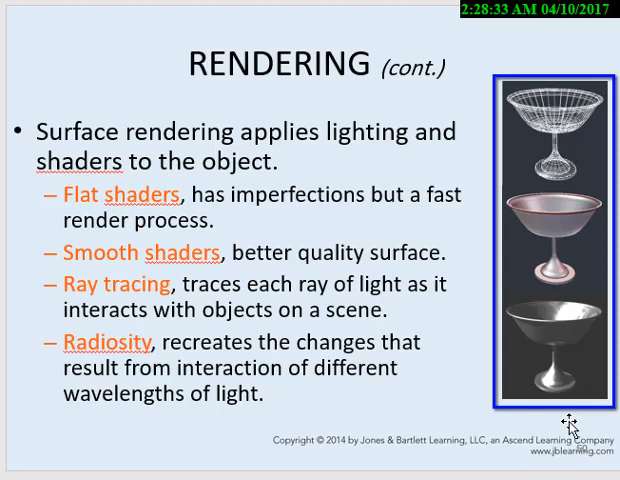 2:28:33 AM 04/10/2017
RENDERING (cont.)
• Surface rendering applies lighting and
shaders to the object.
– Flat shaders, has imperfections but a fast
render process.
– Smooth shaders, better quality surface.
– Ray tracing, traces each ray of light as it
interacts with objects on a scene.
– Radiosity, recreates the changes that
result from interaction of different
wavelengths of light.
Copyright © 2014 by Jones & Bartlett Learning, LLC, an Ascend Learning Company
www.jblearning.com